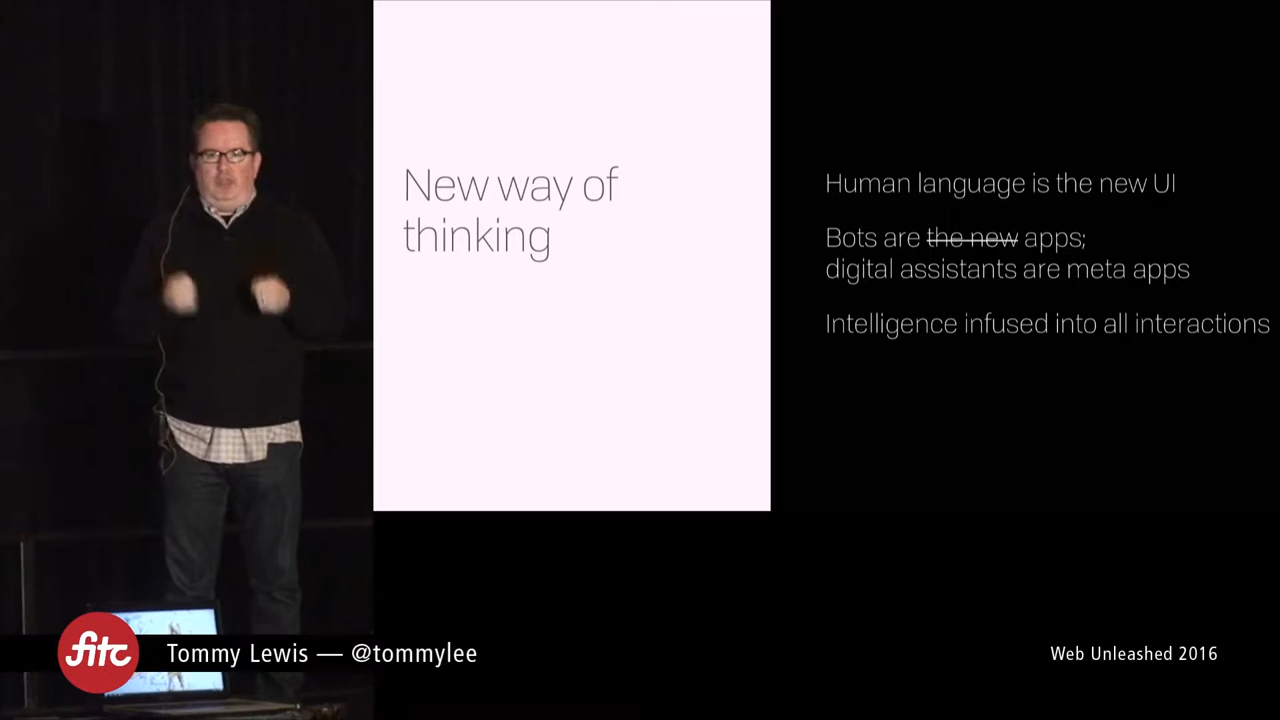 New way of
thinking
Human language is the new UI
Bots are the new apps;
digital assistants are meta apps
Intelligence infused into all interactions
fitc
Tommy Lewis — @tommylee
Web Unleashed 2016